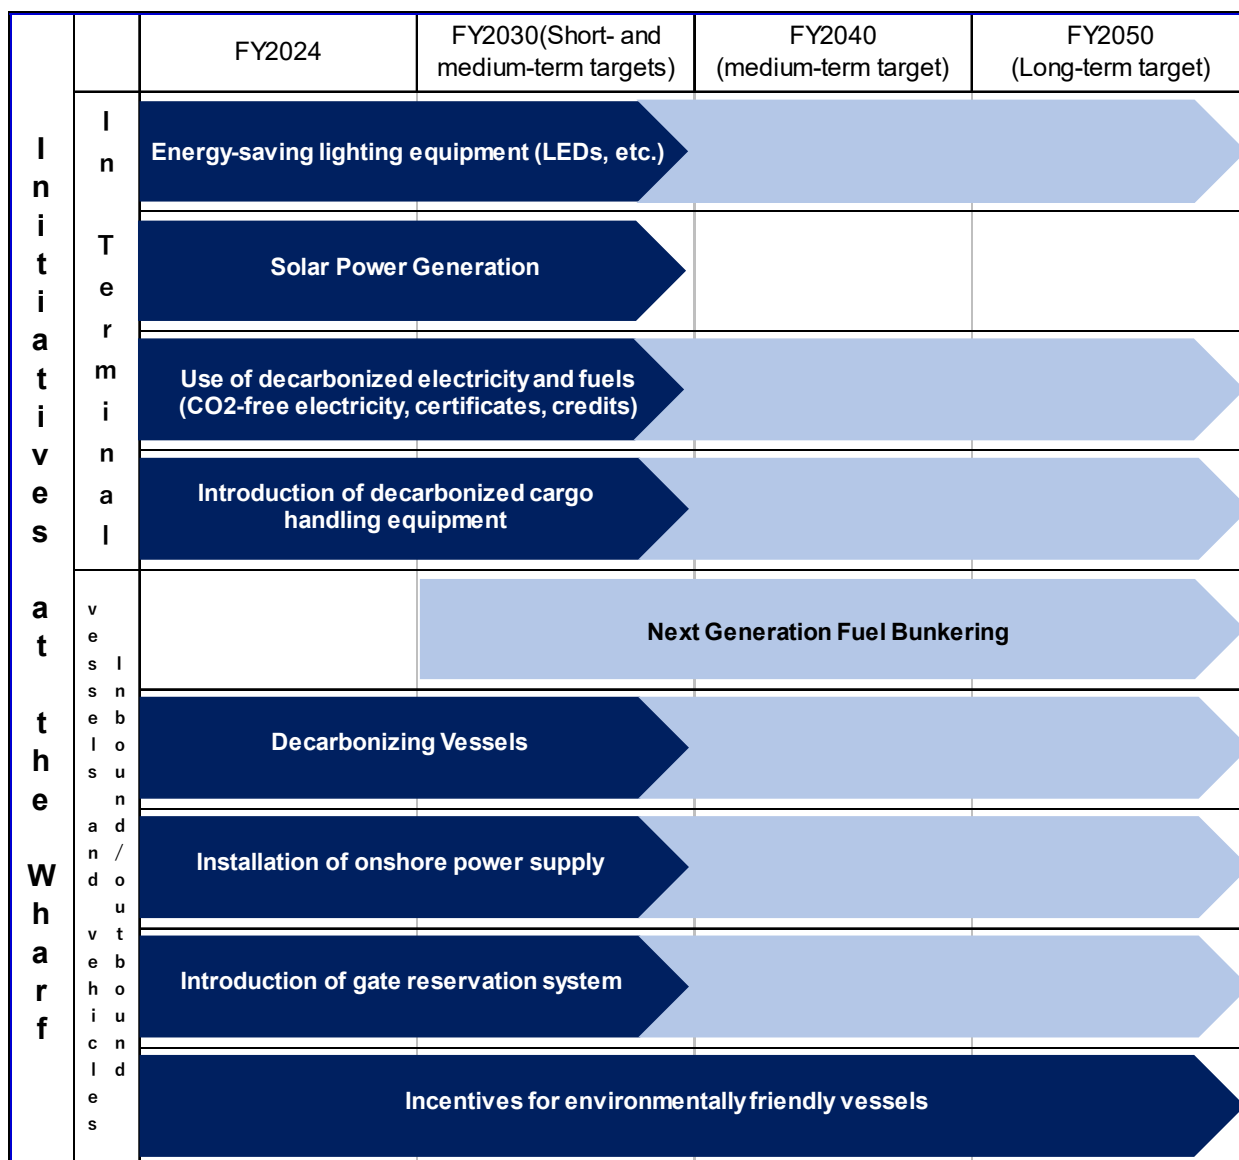 FY2024
FY2030(Short- and
medium-term targets)
FY2040
(medium-term target)
FY2050
(Long-term target)
Initiatives at the Wharf
In Terminal
Energy-saving lighting equipment (LEDs, etc.)
Solar Power Generation
Use of decarbonized electricity and fuels
(CO2-free electricity, certificates, credits)
Introduction of decarbonized cargo
handling equipment
Inbound/outbound
vessels and vehicles
Next Generation Fuel Bunkering
Decarbonizing Vessels
Installation of onshore power supply
Introduction of gate reservation system
Incentives for environmentally friendly vessels